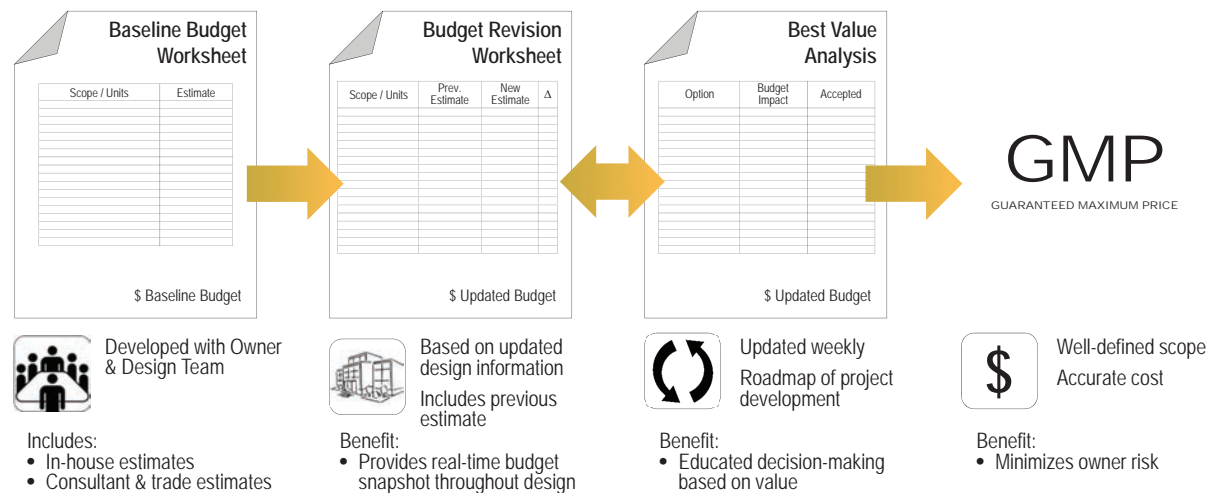 Baseline Budget
Worksheet
Scope / Units
Estimate
$ Baseline Budget
Developed with Owner
& Design Team
Includes:
• In-house estimates
• Consultant & trade estimates
Budget Revision
Worksheet
Scope / Units
Prev.
Estimate
New
Estimate
Δ
$ Updated Budget
Based on updated
design information
Includes previous
estimate
Benefit:
• Provides real-time budget
snapshot throughout design
Best Value
Analysis
Option
Budget
Impact
Accepted
$ Updated Budget
Updated weekly
Roadmap of project
development
Benefit:
• Educated decision-making
based on value
GMP
GUARANTEED MAXIMUM PRICE
$
Well-defined scope
Accurate cost
Benefit:
• Minimizes owner risk